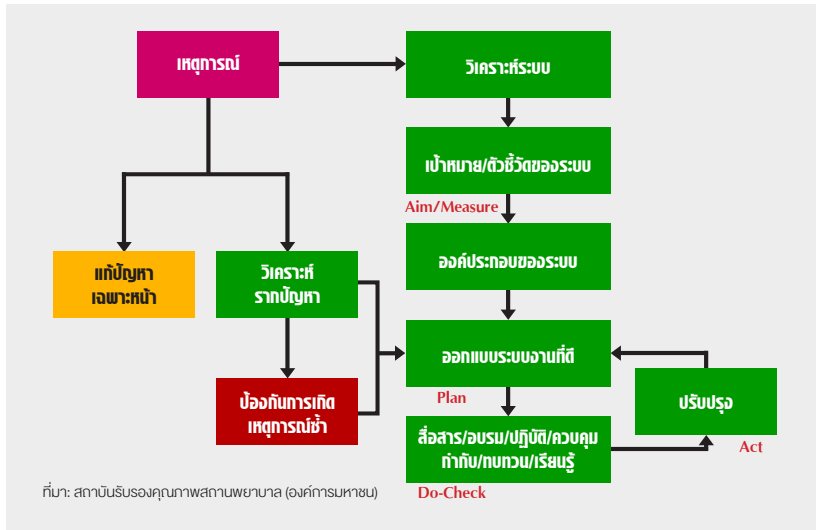 เหตุการณ์
วิเคราะห์ระบบ
เป้าหมาย/ตัวชี้วัดของระบบ
Aim/Measure
แก้ปัญหา
เฉพาะหน้า
วิเคราะห์
รากปัญหา
องค์ประกอบของระบบ
ออกแบบระบบงานที่ดี
Plan
ป้องกันการเกิด
เหตุการณ์ซ้ำ
ปรับปรุง
Act
สื่อสาร/อบรม/ปฏิบัติ/ควบคุม
กำกับ/ทบทวน/เรียนรู้
Do-Check
ที่มา: สถาบันรับรองคุณภาพสถานพยาบาล (องค์การมหาชน)